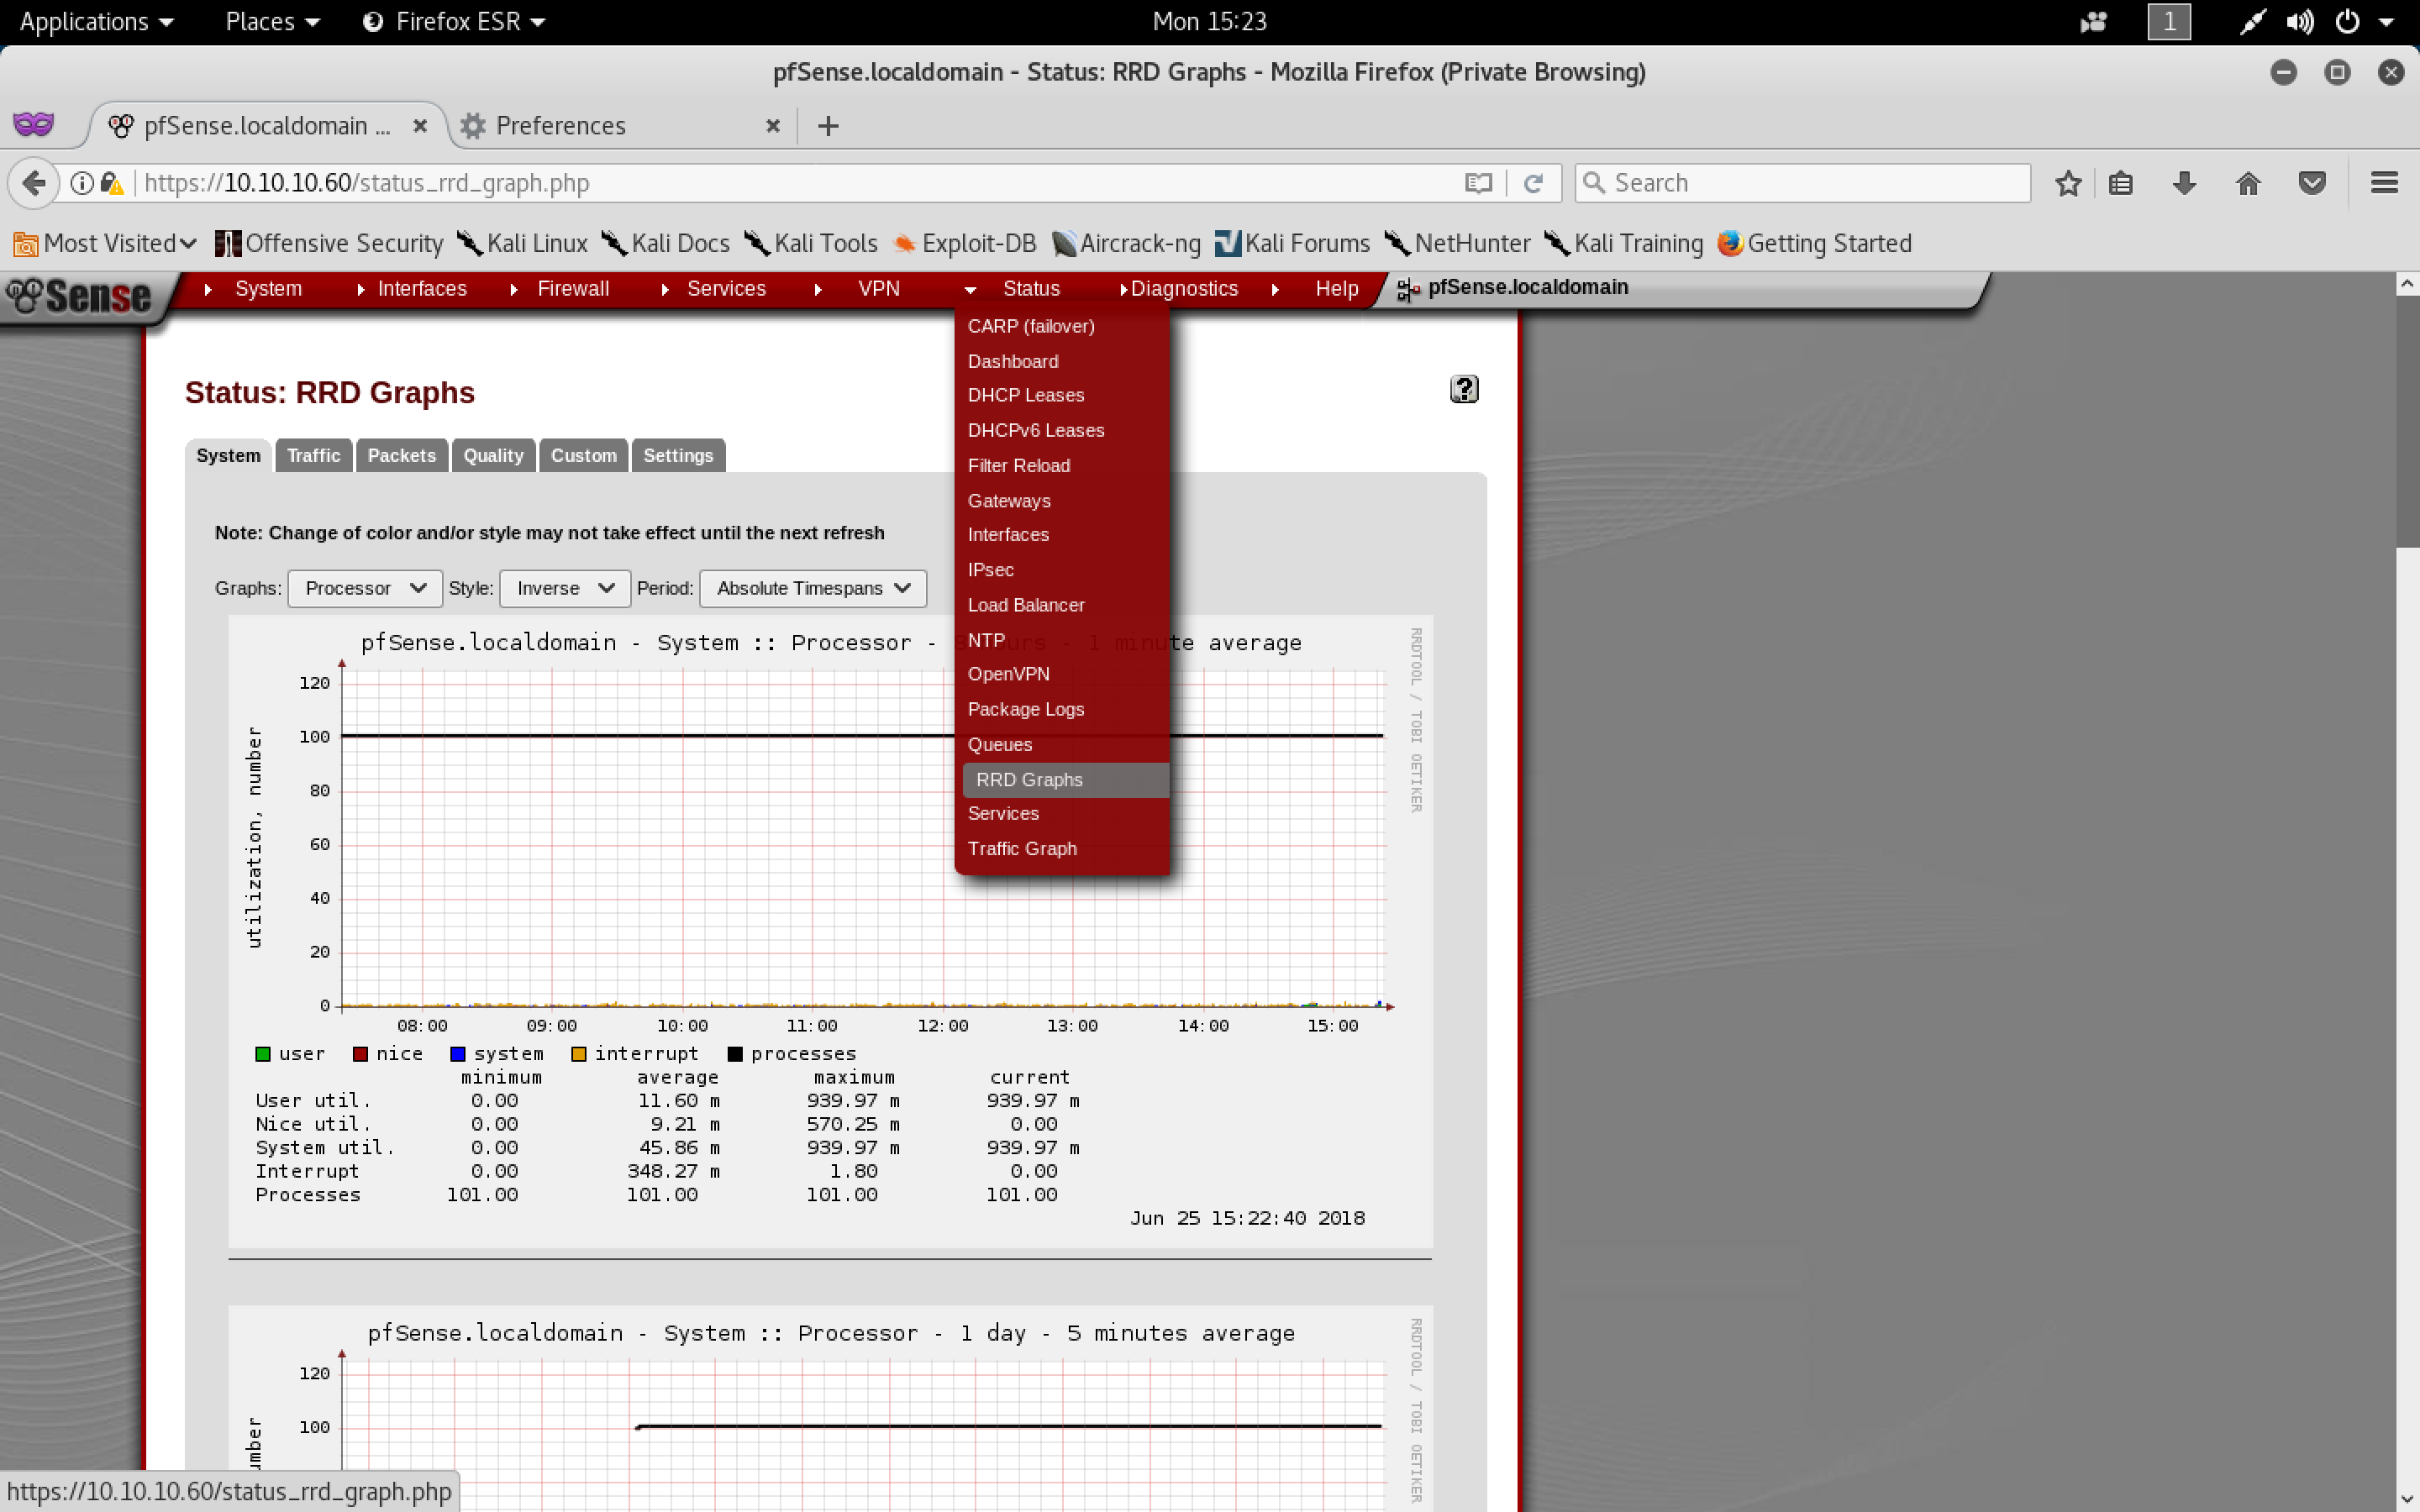 Applications Places Firefox ESR Mon 15:23 1
pfSense.localdomain - Status: RRD Graphs - Mozilla Firefox (Private Browsing)
pfSense.localdomain ... Preferences
https://10.10.10.60/status_rrd_graph.php Search
Most Visited Offensive Security Kali Linux Kali Docs Kali Tools Exploit-DB Aircrack-ng Kali Forums NetHunter Kali Training Getting Started
Sense System Interfaces Firewall Services VPN Status Diagnostics Help pfSense.localdomain
CARP (failover)
Dashboard
DHCP Leases
DHCPv6 Leases
Filter Reload
Gateways
Interfaces
IPsec
Load Balancer
NTP
OpenVPN
Package Logs
Queues
RRD Graphs
Services
Traffic Graph
Status: RRD Graphs
System Traffic Packets Quality Custom Settings
Note: Change of color and/or style may not take effect until the next refresh
Graphs: Processor Style: Inverse Period: Absolute Timespans
pfSense.localdomain - System :: Processor - 8 hours - 1 minute average
RRDTOOL / TOBI OETIKER
utilization, number
120
100
80
60
40
20
0
08:00 09:00 10:00 11:00 12:00 13:00 14:00 15:00
user nice system interrupt processes
minimum average maximum current
User util. 0.00 11.60 m 939.97 m 939.97 m
Nice util. 0.00 9.21 m 570.25 m 0.00
System util. 0.00 45.86 m 939.97 m 939.97 m
Interrupt 0.00 348.27 m 1.80 0.00
Processes 101.00 101.00 101.00 101.00
Jun 25 15:22:40 2018
pfSense.localdomain - System :: Processor - 1 day - 5 minutes average
RRDTOOL / TOBI OETIKER
120
100
umber
https://10.10.10.60/status_rrd_graph.php